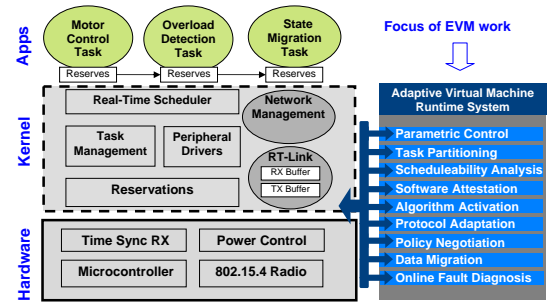 Apps
Motor
Control
Task
Overload
Detection
Task
State
Migration
Task
Reserves
Reserves
Reserves
Focus of EVM work
Kernel
Real-Time Scheduler
Network
Management
Task
Management
Peripheral
Drivers
RT-Link
RX Buffer
TX Buffer
Reservations
Hardware
Time Sync RX
Power Control
Microcontroller
802.15.4 Radio
Adaptive Virtual Machine
Runtime System
Parametric Control
Task Partitioning
Scheduleability Analysis
Software Attestation
Algorithm Activation
Protocol Adaptation
Policy Negotiation
Data Migration
Online Fault Diagnosis